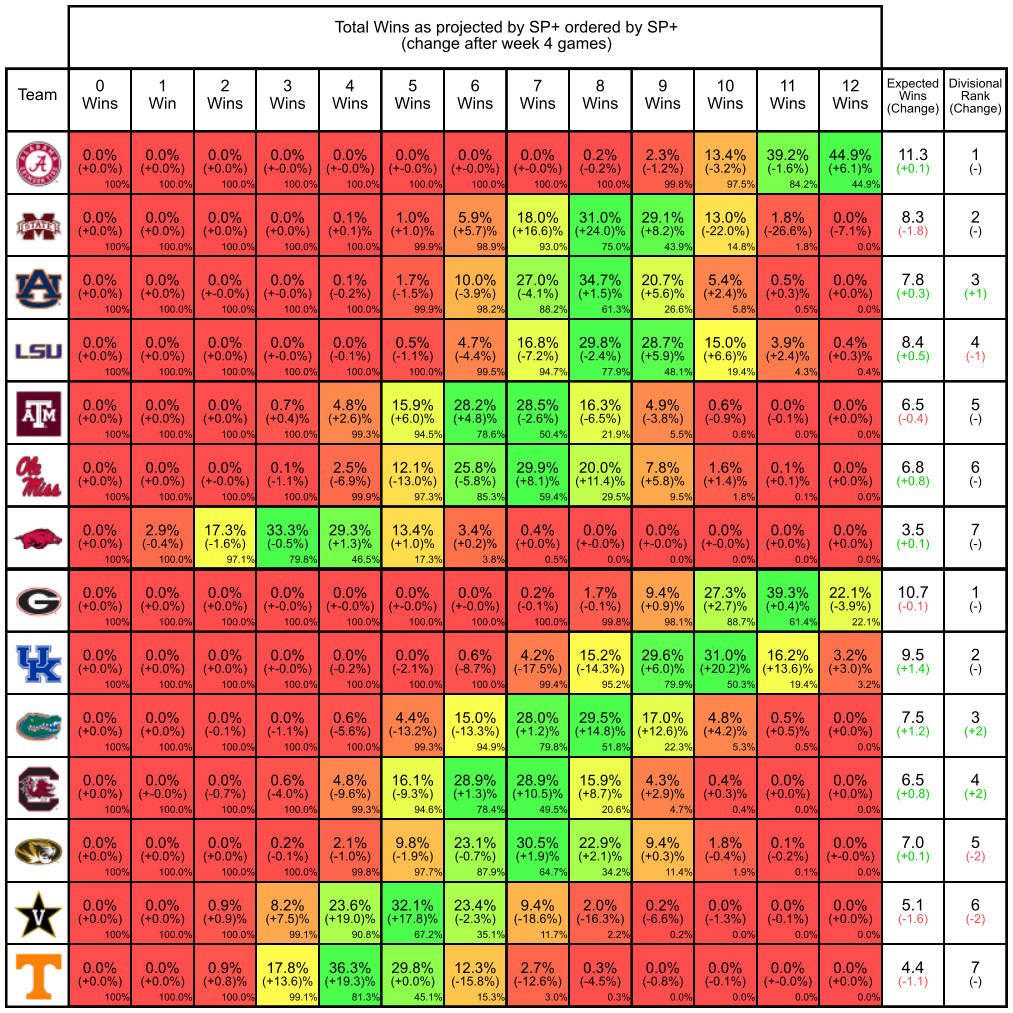 Total Wins as projected by SP+ ordered by SP+
(change after week 4 games)
Team 0 Wins 1 Win 2 Wins 3 Wins 4 Wins 5 Wins 6 Wins 7 Wins 8 Wins 9 Wins 10 Wins 11 Wins 12 Wins Expected Wins (Change) Divisional Rank (Change)
A 0.0% 0.0% 0.0% 0.0% 0.0% 0.0% 0.0% 0.0% 0.2% 2.3% 13.4% 39.2% 44.9% 11.3 1
(+0.0%) (+0.0%) (+0.0%) (+0.0%) (+-0.0%) (+-0.0%) (+-0.0%) (+-0.0%) (-0.2%) (-1.2%) (-3.2%) (-1.6%) (+6.1)% (+0.1) (-)
100% 100.0% 100.0% 100.0% 100.0% 100.0% 100.0% 100.0% 100.0% 99.8% 97.5% 84.2% 44.9%
STATE 0.0% 0.0% 0.0% 0.0% 0.1% 1.0% 5.9% 18.0% 31.0% 29.1% 13.0% 1.8% 0.0% 8.3 2
(+0.0%) (+0.0%) (+0.0%) (+0.0%) (+0.1)% (+1.0)% (+5.7)% (+16.6)% (+24.0)% (+8.2)% (-22.0%) (-26.6%) (-7.1%) (-1.8) (-)
100% 100.0% 100.0% 100.0% 100.0% 99.9% 98.9% 93.0% 75.0% 43.9% 14.8% 1.8% 0.0%
AU 0.0% 0.0% 0.0% 0.0% 0.1% 1.7% 10.0% 27.0% 34.7% 20.7% 5.4% 0.5% 0.0% 7.8 3
(+0.0%) (+0.0%) (+-0.0%) (+-0.0%) (-0.2%) (-1.5%) (-3.9%) (-4.1%) (+1.5)% (+5.6)% (+2.4)% (+0.3)% (+0.0%) (+0.3) (+1)
100% 100.0% 100.0% 100.0% 100.0% 99.9% 98.2% 88.2% 61.3% 26.6% 5.8% 0.5% 0.0%
LSU 0.0% 0.0% 0.0% 0.0% 0.0% 0.5% 4.7% 16.8% 29.8% 28.7% 15.0% 3.9% 0.4% 8.4 4
(+0.0%) (+0.0%) (+0.0%) (+-0.0%) (-0.1%) (-1.1%) (-4.4%) (-7.2%) (-2.4%) (+5.9)% (+6.6)% (+2.4)% (+0.3)% (+0.5) (-1)
100% 100.0% 100.0% 100.0% 100.0% 100.0% 99.5% 94.7% 77.9% 48.1% 19.4% 4.3% 0.4%
ATM 0.0% 0.0% 0.0% 0.7% 4.8% 15.9% 28.2% 28.5% 16.3% 4.9% 0.6% 0.0% 0.0% 6.5 5
(+0.0%) (+0.0%) (+0.0%) (+0.4)% (+2.6)% (+6.0)% (+4.8)% (-2.6%) (-6.5%) (-3.8%) (-0.9%) (-0.1%) (+0.0%) (-0.4) (-)
100% 100.0% 100.0% 100.0% 99.3% 94.5% 78.6% 50.4% 21.9% 5.5% 0.6% 0.0% 0.0%
Ole Miss 0.0% 0.0% 0.0% 0.1% 2.5% 12.1% 25.8% 29.9% 20.0% 7.8% 1.6% 0.1% 0.0% 6.8 6
(+0.0%) (+0.0%) (+-0.0%) (-1.1%) (-6.9%) (-13.0%) (-5.8%) (+8.1)% (+11.4)% (+5.8)% (+1.4)% (+0.1)% (+0.0%) (+0.8) (-)
100% 100.0% 100.0% 100.0% 99.9% 97.3% 85.3% 59.4% 29.5% 9.5% 1.8% 0.1% 0.0%
0.0% 2.9% 17.3% 33.3% 29.3% 13.4% 3.4% 0.4% 0.0% 0.0% 0.0% 0.0% 0.0% 3.5 7
(+0.0%) (-0.4%) (-1.6%) (-0.5%) (+1.3)% (+1.0)% (+0.2)% (+0.0)% (+-0.0%) (+-0.0%) (+-0.0%) (+0.0%) (+0.0%) (+0.1) (-)
100% 100.0% 97.1% 79.8% 46.5% 17.3% 3.8% 0.5% 0.0% 0.0% 0.0% 0.0% 0.0%
G 0.0% 0.0% 0.0% 0.0% 0.0% 0.0% 0.0% 0.2% 1.7% 9.4% 27.3% 39.3% 22.1% 10.7 1
(+0.0%) (+0.0%) (+0.0%) (+-0.0%) (+-0.0%) (+-0.0%) (+-0.0%) (-0.1%) (-0.1%) (+0.9)% (+2.7)% (+0.4)% (-3.9%) (-0.1) (-)
100% 100.0% 100.0% 100.0% 100.0% 100.0% 100.0% 100.0% 99.8% 98.1% 88.7% 61.4% 22.1%
UK 0.0% 0.0% 0.0% 0.0% 0.0% 0.0% 0.6% 4.2% 15.2% 29.6% 31.0% 16.2% 3.2% 9.5 2
(+0.0%) (+0.0%) (+0.0%) (+-0.0%) (-0.2%) (-2.1%) (-8.7%) (-17.5%) (-14.3%) (+6.0)% (+20.2)% (+13.6)% (+3.0)% (+1.4) (-)
100% 100.0% 100.0% 100.0% 100.0% 100.0% 100.0% 99.4% 95.2% 79.9% 50.3% 19.4% 3.2%
0.0% 0.0% 0.0% 0.0% 0.6% 4.4% 15.0% 28.0% 29.5% 17.0% 4.8% 0.5% 0.0% 7.5 3
(+0.0%) (+0.0%) (-0.1%) (-1.1%) (-5.6%) (-13.2%) (-13.3%) (+1.2)% (+14.8)% (+12.6)% (+4.2)% (+0.5)% (+0.0%) (+1.2) (+2)
100% 100.0% 100.0% 100.0% 100.0% 99.3% 94.9% 79.8% 51.8% 22.3% 5.3% 0.5% 0.0%
C 0.0% 0.0% 0.0% 0.6% 4.8% 16.1% 28.9% 28.9% 15.9% 4.3% 0.4% 0.0% 0.0% 6.5 4
(+0.0%) (+-0.0%) (-0.7%) (-4.0%) (-9.6%) (-9.3%) (+1.3)% (+10.5)% (+8.7)% (+2.9)% (+0.3)% (+0.0%) (+0.0%) (+0.8) (+2)
100% 100.0% 100.0% 100.0% 99.3% 94.6% 78.4% 49.5% 20.6% 4.7% 0.4% 0.0% 0.0%
0.0% 0.0% 0.0% 0.2% 2.1% 9.8% 23.1% 30.5% 22.9% 9.4% 1.8% 0.1% 0.0% 7.0 5
(+0.0%) (+0.0%) (+0.0%) (-0.1%) (-1.0%) (-1.9%) (-0.7%) (+1.9)% (+2.1)% (+0.3)% (-0.4%) (-0.2%) (+-0.0%) (+0.1) (-2)
100% 100.0% 100.0% 100.0% 99.8% 97.7% 87.9% 64.7% 34.2% 11.4% 1.9% 0.1% 0.0%
V 0.0% 0.0% 0.9% 8.2% 23.6% 32.1% 23.4% 9.4% 2.0% 0.2% 0.0% 0.0% 0.0% 5.1 6
(+0.0%) (+0.0%) (+0.9)% (+7.5)% (+19.0)% (+17.8)% (-2.3%) (-18.6%) (-16.3%) (-6.6%) (-1.3%) (-0.1%) (+0.0%) (-1.6) (-2)
100% 100.0% 100.0% 99.1% 90.8% 67.2% 35.1% 11.7% 2.2% 0.2% 0.0% 0.0% 0.0%
T 0.0% 0.0% 0.9% 17.8% 36.3% 29.8% 12.3% 2.7% 0.3% 0.0% 0.0% 0.0% 0.0% 4.4 7
(+0.0%) (+0.0%) (+0.8)% (+13.6)% (+19.3)% (+0.0)% (-15.8%) (-12.6%) (-4.5%) (-0.8%) (-0.1%) (+-0.0%) (+0.0%) (-1.1) (-)
100% 100.0% 100.0% 99.1% 81.3% 45.1% 15.3% 3.0% 0.3% 0.0% 0.0% 0.0% 0.0%